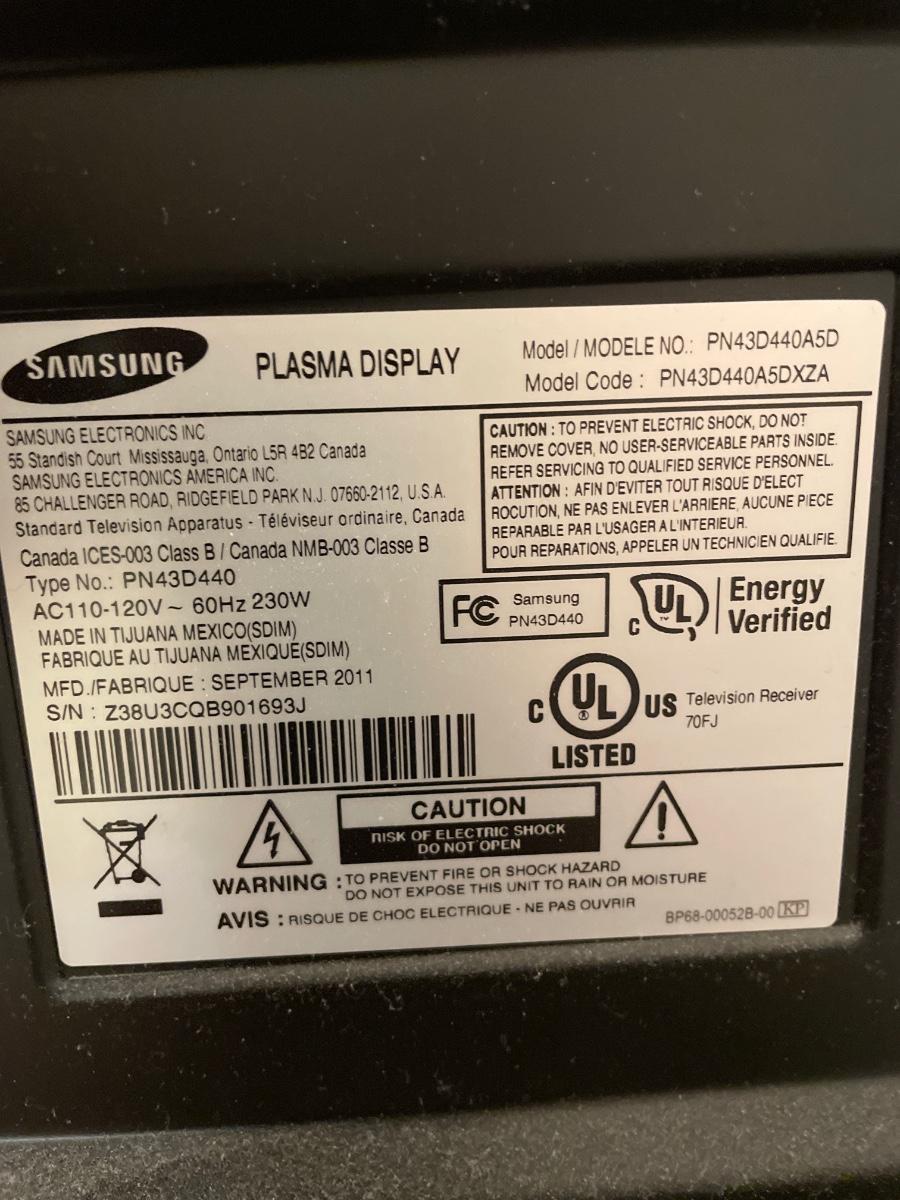 SAMSUNG
PLASMA DISPLAY
Model / MODELE NO.: PN43D440A5D
Model Code : PN43D440A5DXZA
SAMSUNG ELECTRONICS INC
55 Standish Court Mississauga, Ontario L5R 4B2 Canada
SAMSUNG ELECTRONICS AMERICA INC.
85 CHALLENGER ROAD, RIDGEFIELD PARK N.J. 07660-2112, U.S.A.
Standard Television Apparatus - Téléviseur ordinaire, Canada
Canada ICES-003 Class B / Canada NMB-003 Classe B
Type No.: PN43D440
AC110-120V ~ 60Hz 230W
MADE IN TIJUANA MEXICO(SDIM)
FABRIQUE AU TIJUANA MEXIQUE(SDIM)
MFD./FABRIQUE : SEPTEMBER 2011
S/N : Z38U3CQB901693J
CAUTION : TO PREVENT ELECTRIC SHOCK, DO NOT
REMOVE COVER, NO USER-SERVICEABLE PARTS INSIDE.
REFER SERVICING TO QUALIFIED SERVICE PERSONNEL.
ATTENTION : AFIN D'EVITER TOUT RISQUE D'ELECT
ROCUTION, NE PAS ENLEVER L'ARRIERE, AUCUNE PIECE
REPARABLE PAR L'USAGER A L'INTERIEUR.
POUR REPARATIONS, APPELER UN TECHNICIEN QUALIFIE.
FC Samsung
PN43D440
C UL TM Energy
Verified
C UL ® US
LISTED
Television Receiver
70FJ
CAUTION
RISK OF ELECTRIC SHOCK
DO NOT OPEN
WARNING : TO PREVENT FIRE OR SHOCK HAZARD
DO NOT EXPOSE THIS UNIT TO RAIN OR MOISTURE
AVIS : RISQUE DE CHOC ELECTRIQUE - NE PAS OUVRIR
BP68-00052B-00 KP